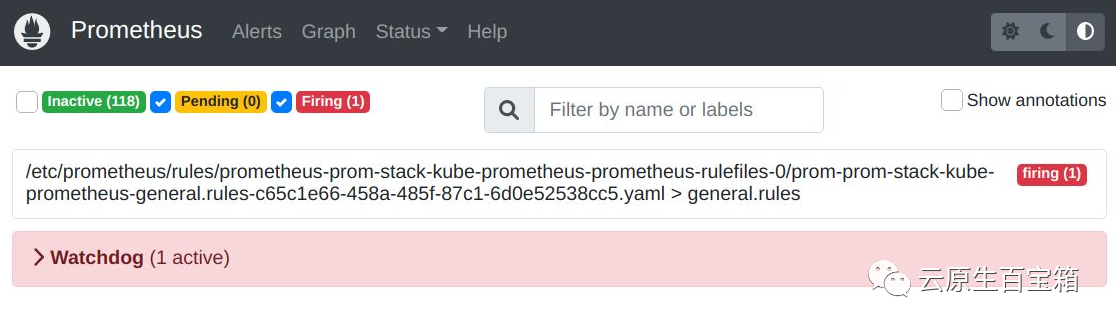 Prometheus Alerts Graph Status Help
Inactive (118) Pending (0) Firing (1) Filter by name or labels Show annotations
/etc/prometheus/rules/prometheus-prom-stack-kube-prometheus-prometheus-rulefiles-0/prom-prom-stack-kube- firing (1)
prometheus-general.rules-c65c1e66-458a-485f-87c1-6d0e52538cc5.yaml > general.rules
Watchdog (1 active)
云原生百宝箱